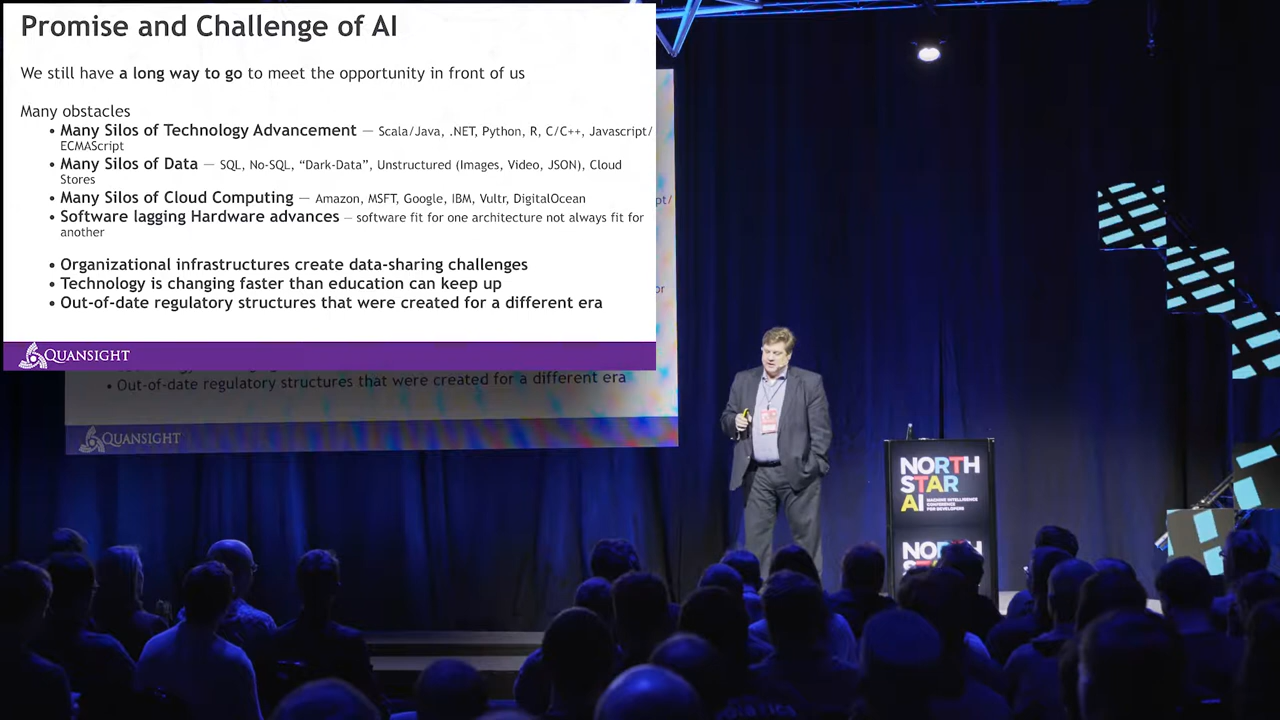 Promise and Challenge of AI
We still have a long way to go to meet the opportunity in front of us
Many obstacles
• Many Silos of Technology Advancement — Scala/Java, .NET, Python, R, C/C++, Javascript/
ECMAScript
• Many Silos of Data — SQL, No-SQL, “Dark-Data”, Unstructured (Images, Video, JSON), Cloud
Stores
• Many Silos of Cloud Computing — Amazon, MSFT, Google, IBM, Vultr, DigitalOcean
• Software lagging Hardware advances — software fit for one architecture not always fit for
another
• Organizational infrastructures create data-sharing challenges
• Technology is changing faster than education can keep up
• Out-of-date regulatory structures that were created for a different era
QUANSIGHT
• Out-of-date regulatory structures that were created for a different era
QUANSIGHT
NORTH
STAR
AI
MACHINE INTELLIGENCE
CONFERENCE
FOR DEVELOPERS
NORTH